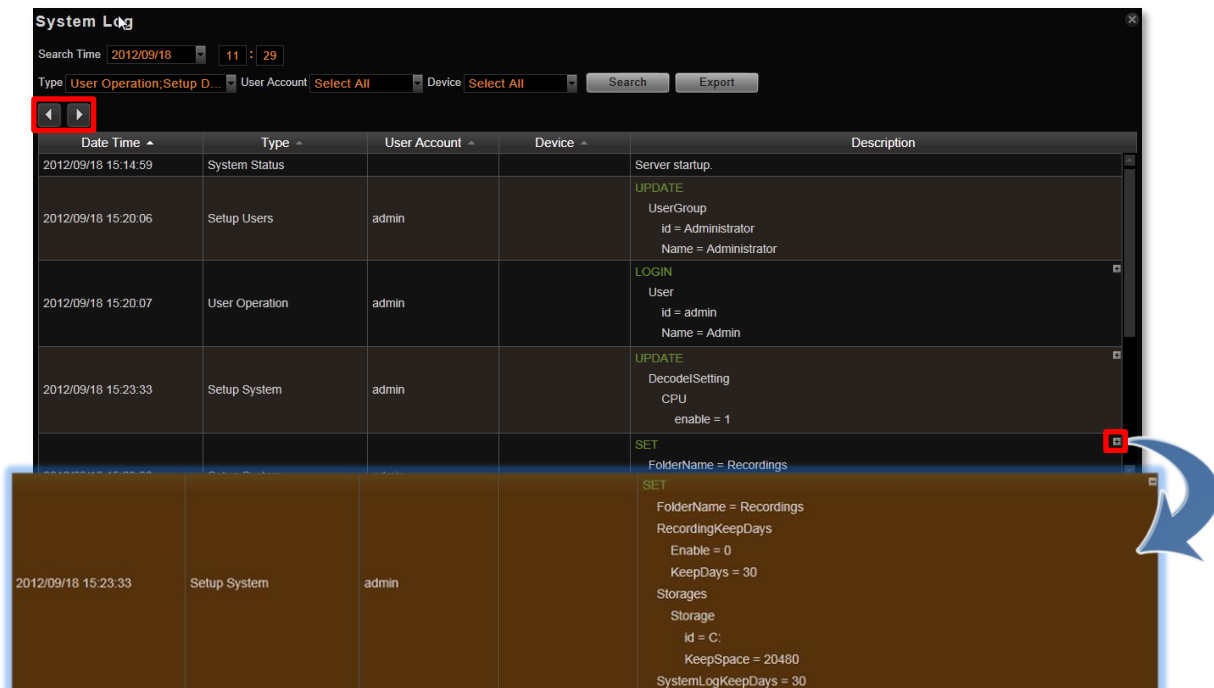 System Log
Search Time 2012/09/18 11 : 29
Type User Operation;Setup D... User Account Select All Device Select All Search Export
Date Time Type User Account Device Description
2012/09/18 15:14:59 System Status Server startup.
UPDATE
UserGroup
2012/09/18 15:20:06 Setup Users admin
id = Administrator
Name = Administrator
LOGIN
User
2012/09/18 15:20:07 User Operation admin
id = admin
Name = Admin
UPDATE
DecodelSetting
2012/09/18 15:23:33 Setup System admin
CPU
enable = 1
SET
FolderName = Recordings
SET
FolderName = Recordings
RecordingKeepDays
Enable = 0
KeepDays = 30
2012/09/18 15:23:33 Setup System admin
Storages
Storage
id = C:
KeepSpace = 20480
SystemLogKeepDays = 30